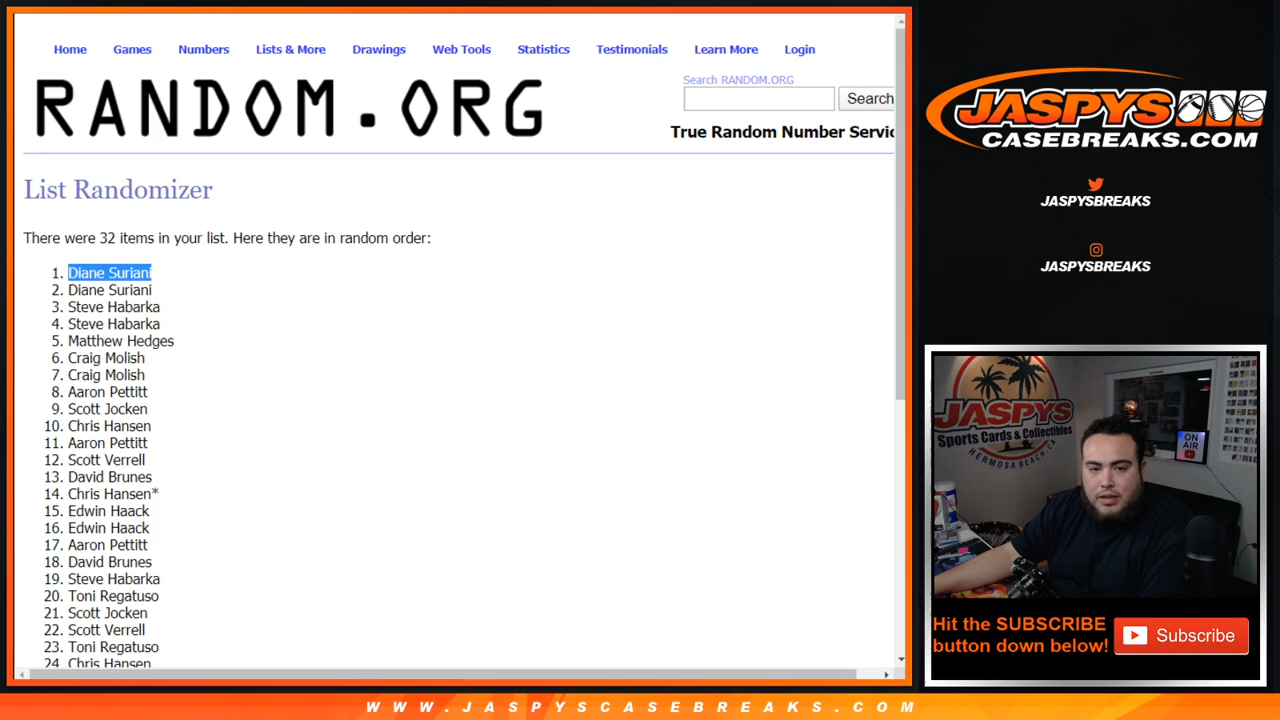 Home Games Numbers Lists & More Drawings Web Tools Statistics Testimonials Learn More Login
RANDOM.ORG
Search RANDOM.ORG
Search
True Random Number Servic
List Randomizer
There were 32 items in your list. Here they are in random order:
1. Diane Suriani
2. Diane Suriani
3. Steve Habarka
4. Steve Habarka
5. Matthew Hedges
6. Craig Molish
7. Craig Molish
8. Aaron Pettitt
9. Scott Jocken
10. Chris Hansen
11. Aaron Pettitt
12. Scott Verrell
13. David Brunes
14. Chris Hansen*
15. Edwin Haack
16. Edwin Haack
17. Aaron Pettitt
18. David Brunes
19. Steve Habarka
20. Toni Regatuso
21. Scott Jocken
22. Scott Verrell
23. Toni Regatuso
24. Chris Hansen
JASPYS
CASEBREAKS.COM
JASPYSBREAKS
JASPYSBREAKS
JASPYS
Sports Cards & Collectibles
HERMOSA BEACH, CA
ON
AIR
Hit the SUBSCRIBE
button down below!
Subscribe
WWW.JASPYSCASEBREAKS.COM